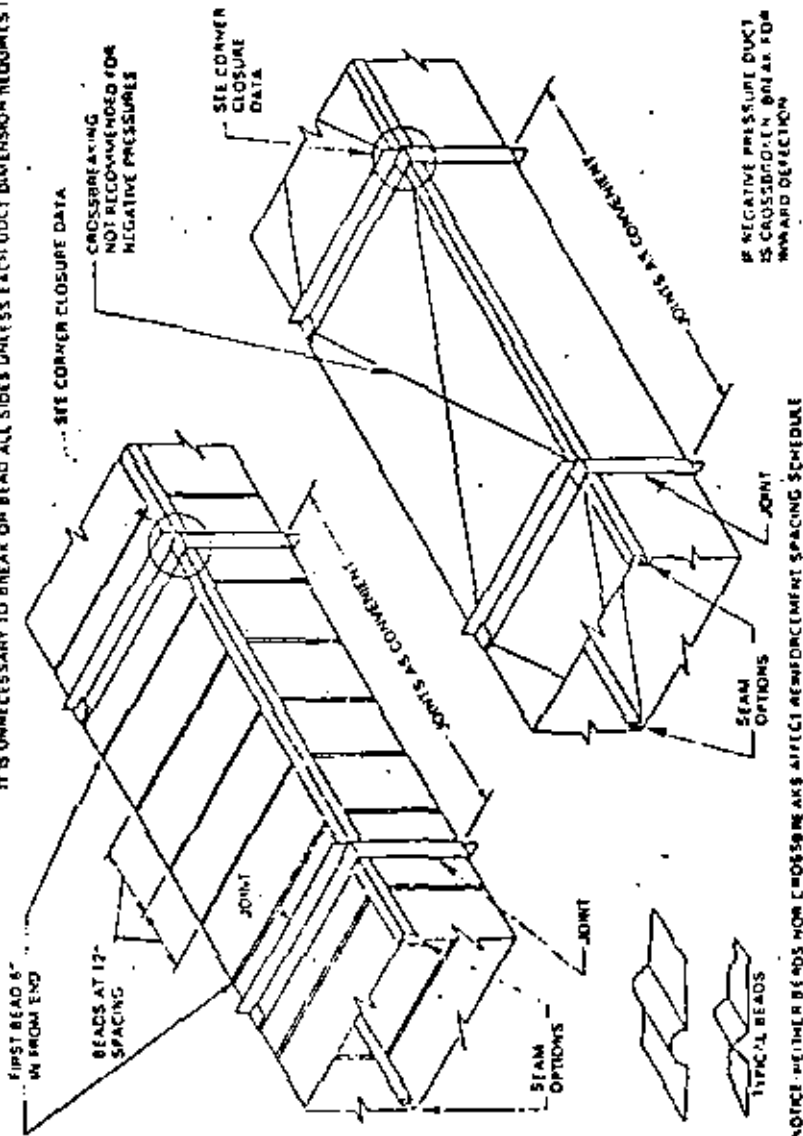 IT IS UNNECESSARY TO BREAK OR BEAD ALL SIDES UNLESS EACH DUCT DIMENSION REQUIRES I
FIRST BEAD 6"
IN FROM END
BEADS AT 12"
SPACING
SEE CORNER CLOSURE DATA
CROSSBREAKING
NOT RECOMMENDED FOR
NEGATIVE PRESSURES
SEE CORNER
CLOSURE
DATA
JOINT
JOINTS AS CONVENIENT
JOINTS AS CONVENIENT
JOINT
SEAM
OPTIONS
JOINT
SEAM
OPTIONS
IF NEGATIVE PRESSURE DUCT
IS CROSSBROKEN BREAK FOR
INWARD DEFECTION
TYPICAL BEADS
NOTICE: NEITHER BEADS NOR CROSSBREAKS AFFECT REINFORCEMENT SPACING SCHEDULE